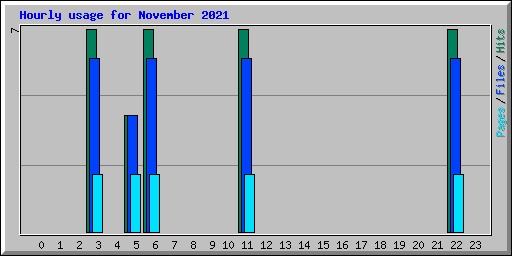 Hourly usage for November 2021
7
Pages/Files/Hits
0 1 2 3 4 5 6 7 8 9 10 11 12 13 14 15 16 17 18 19 20 21 22 23